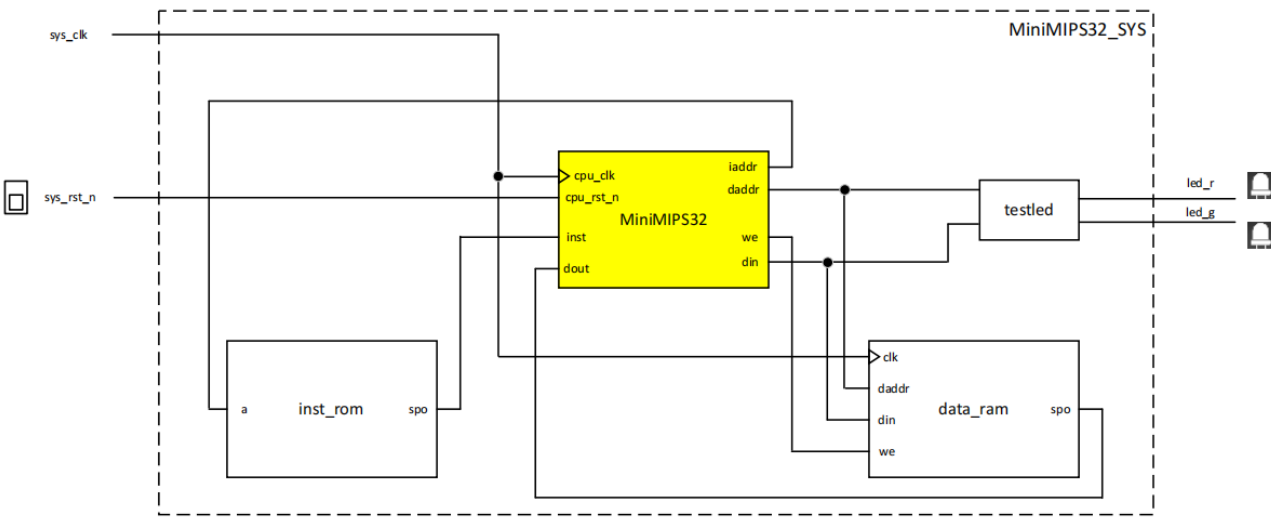 MiniMIPS32_SYS
sys_clk
sys_rst_n
cpu_clk
cpu_rst_n
inst
dout
MiniMIPS32
iaddr
daddr
we
din
testled
led_r
led_g
a
inst_rom
spo
clk
daddr
din
we
data_ram
spo